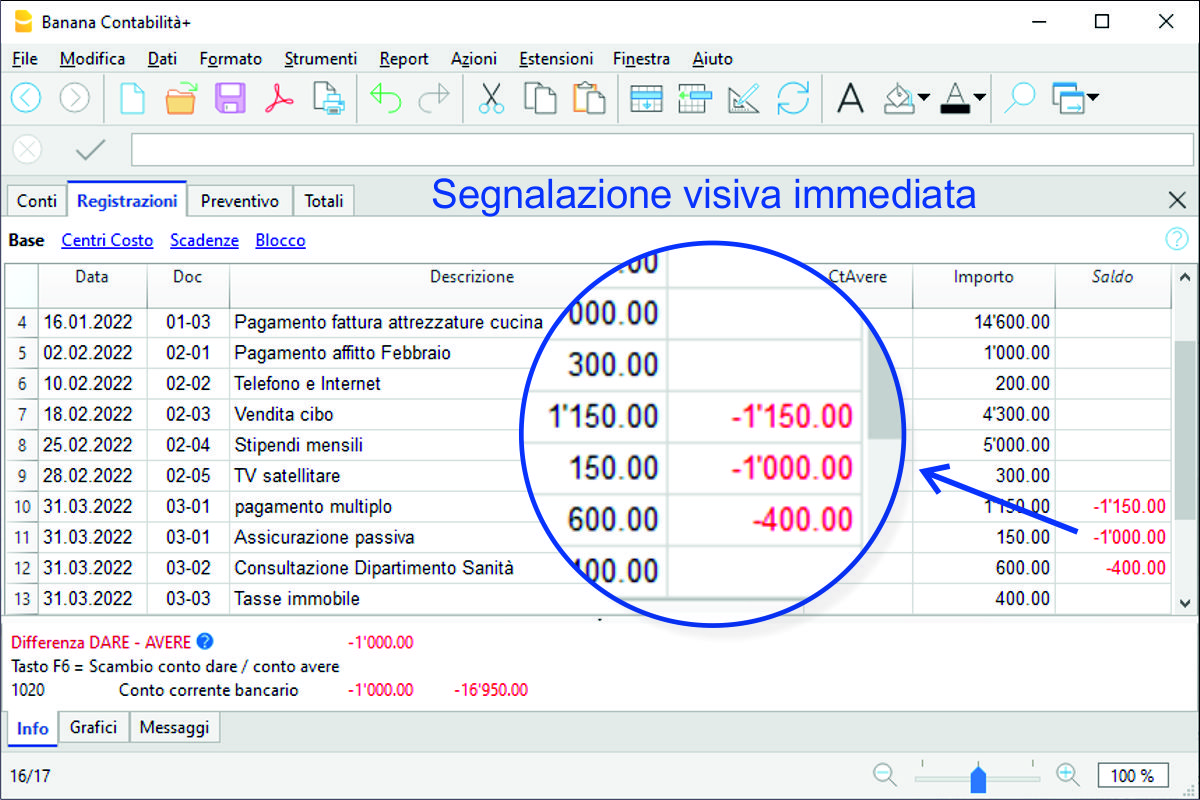 Banana Contabilità+
File Modifica Dati Formato Strumenti Report Azioni Estensioni Finestra Aiuto
Conti Registrazioni Preventivo Totali
Segnalazione visiva immediata
Base Centri Costo Scadenze Blocco
Data Doc Descrizione CtAvere Importo Saldo
4 16.01.2022 01-03 Pagamento fattura attrezzature cucina 14'600.00
5 02.02.2022 02-01 Pagamento affitto Febbraio 1'000.00
6 10.02.2022 02-02 Telefono e Internet 200.00
7 18.02.2022 02-03 Vendita cibo 4'300.00
8 25.02.2022 02-04 Stipendi mensili 5'000.00
9 28.02.2022 02-05 TV satellitare 300.00
10 31.03.2022 03-01 pagamento multiplo 1'150.00 -1'150.00
11 31.03.2022 03-01 Assicurazione passiva 150.00 -1'000.00
12 31.03.2022 03-02 Consultazione Dipartimento Sanità 600.00 -400.00
13 31.03.2022 03-03 Tasse immobile 400.00
.00
000.00
300.00
1'150.00 -1'150.00
150.00 -1'000.00
600.00 -400.00
400.00
Differenza DARE - AVERE ? -1'000.00
Tasto F6 = Scambio conto dare / conto avere
1020 Conto corrente bancario -1'000.00 -16'950.00
Info Grafici Messaggi
16/17 100 %